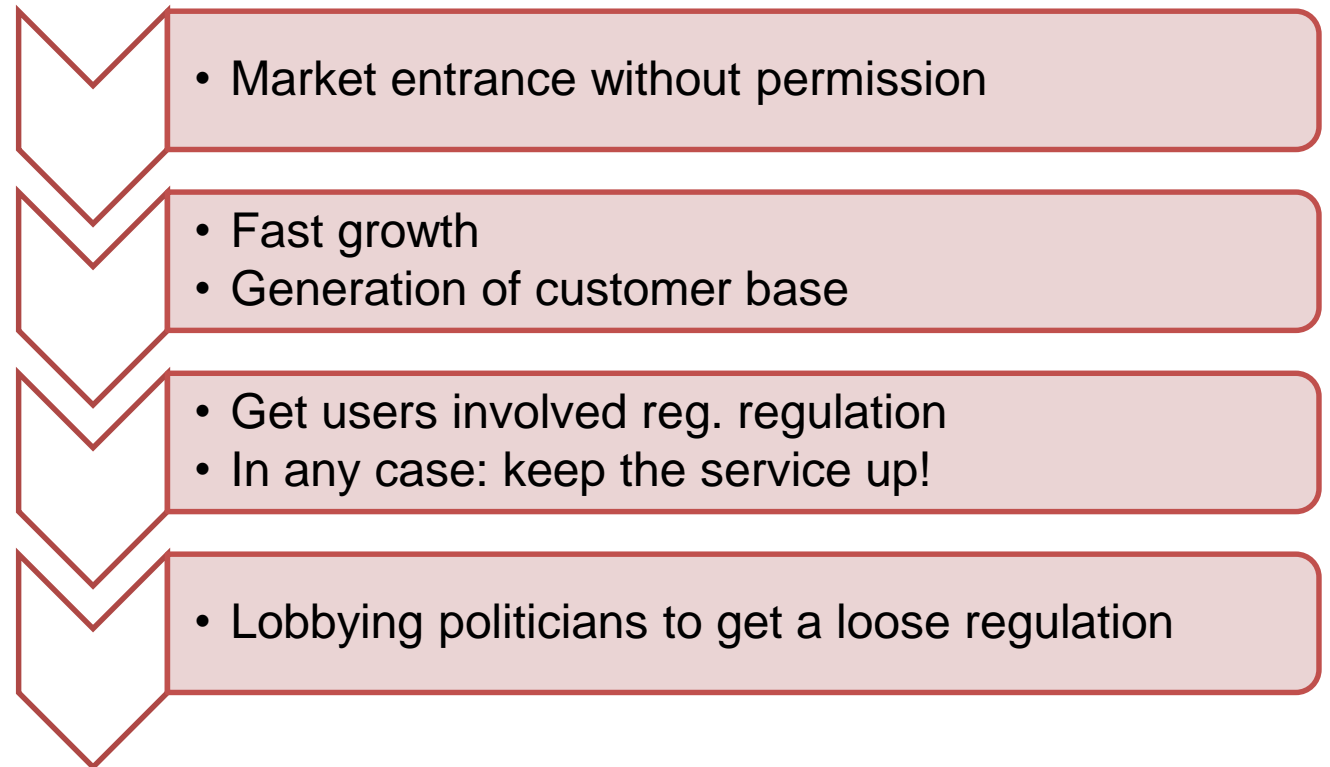 • Market entrance without permission
• Fast growth
• Generation of customer base
• Get users involved reg. regulation
• In any case: keep the service up!
• Lobbying politicians to get a loose regulation